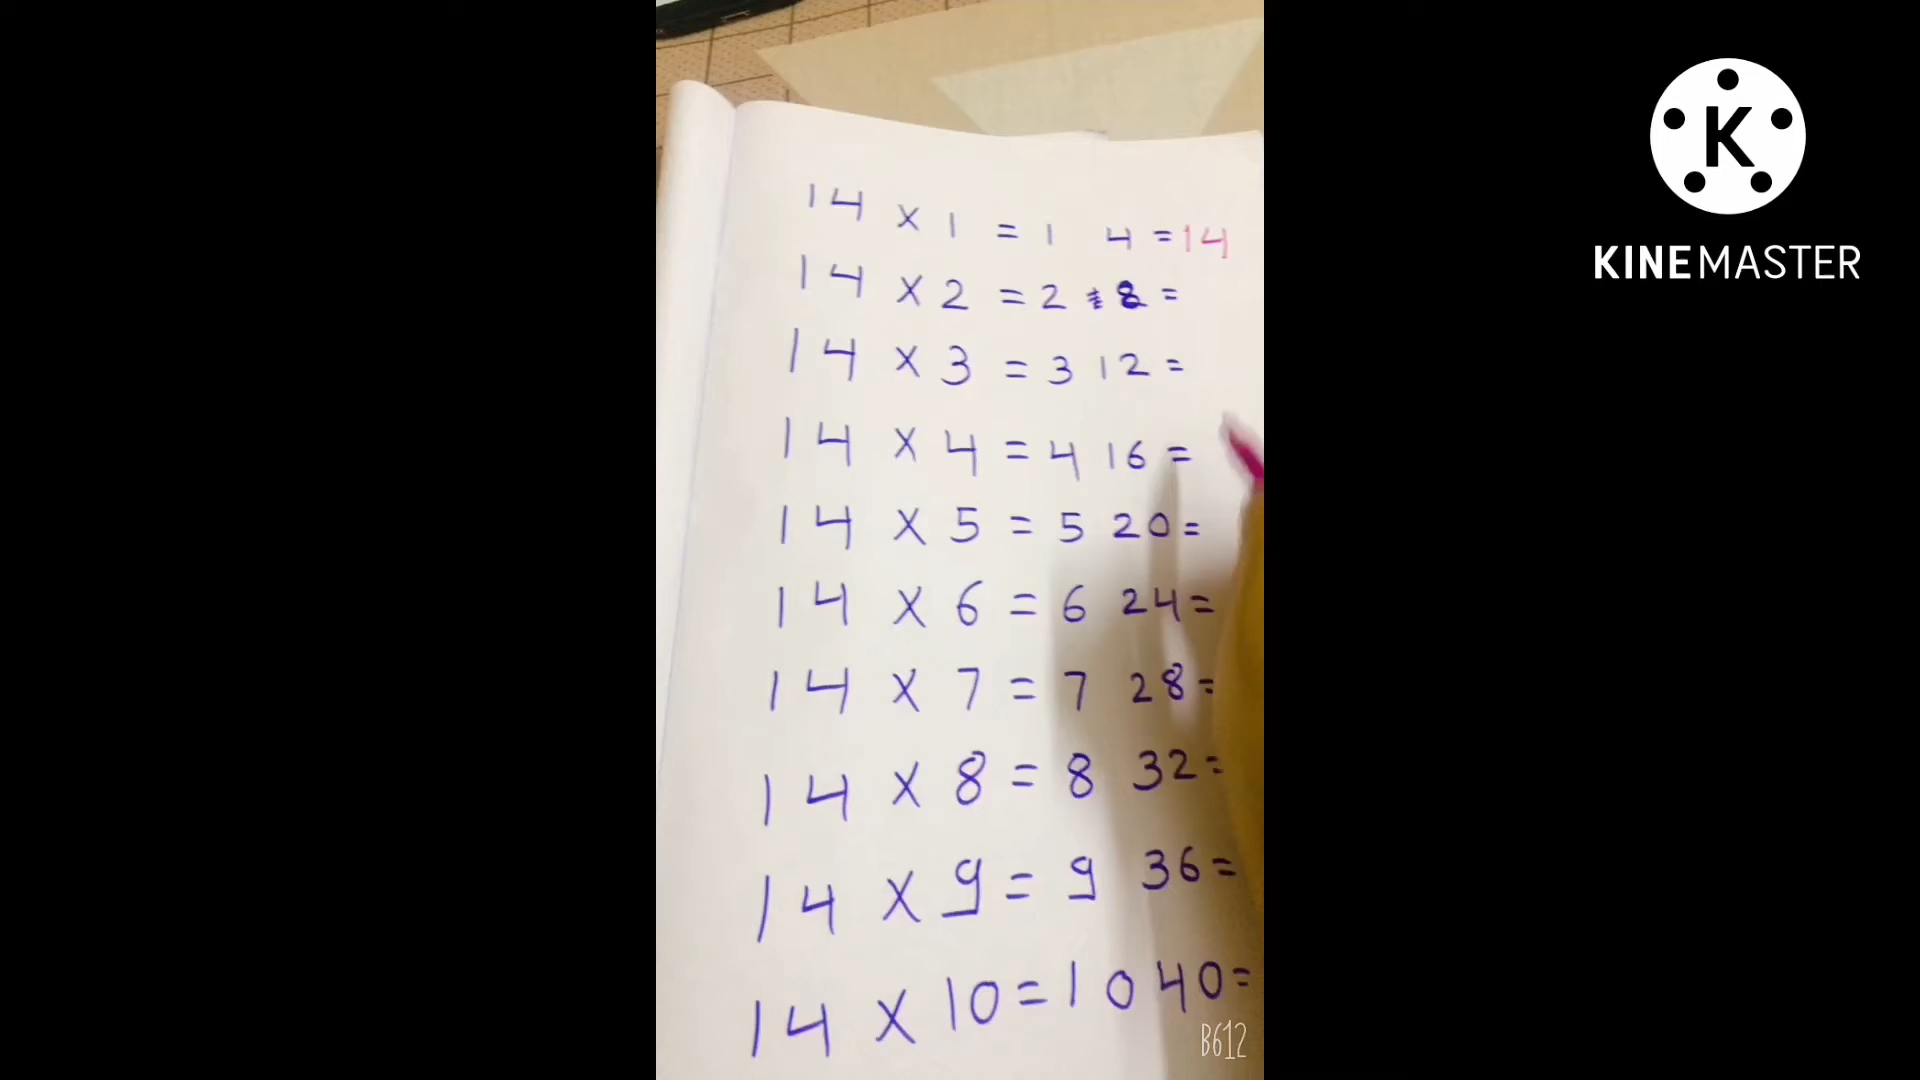 14 × 1 = 1 4 = 14
14 × 2 = 2 8 =
14 × 3 = 3 12 =
14 × 4 = 4 16 =
14 × 5 = 5 20 =
14 × 6 = 6 24 =
14 × 7 = 7 28 =
14 × 8 = 8 32 =
14 × 9 = 9 36 =
14 × 10 = 10 40 =
B612
K
KINEMASTER